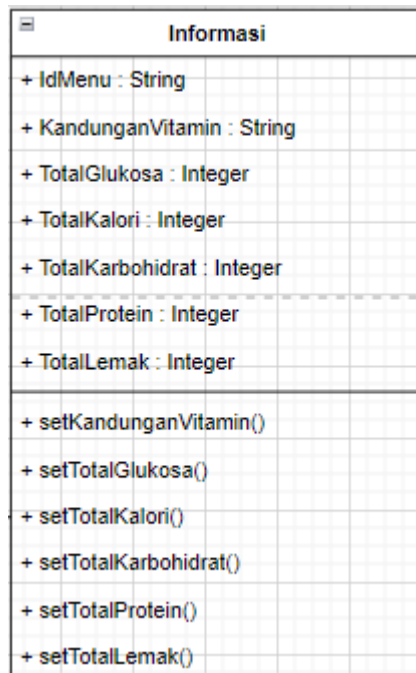 Informasi
+ IdMenu : String
+ KandunganVitamin : String
+ TotalGlukosa : Integer
+ TotalKalori : Integer
+ TotalKarbohidrat : Integer
+ TotalProtein : Integer
+ TotalLemak : Integer
+ setKandunganVitamin()
+ setTotalGlukosa()
+ setTotalKalori()
+ setTotalKarbohidrat()
+ setTotalProtein()
+ setTotalLemak()